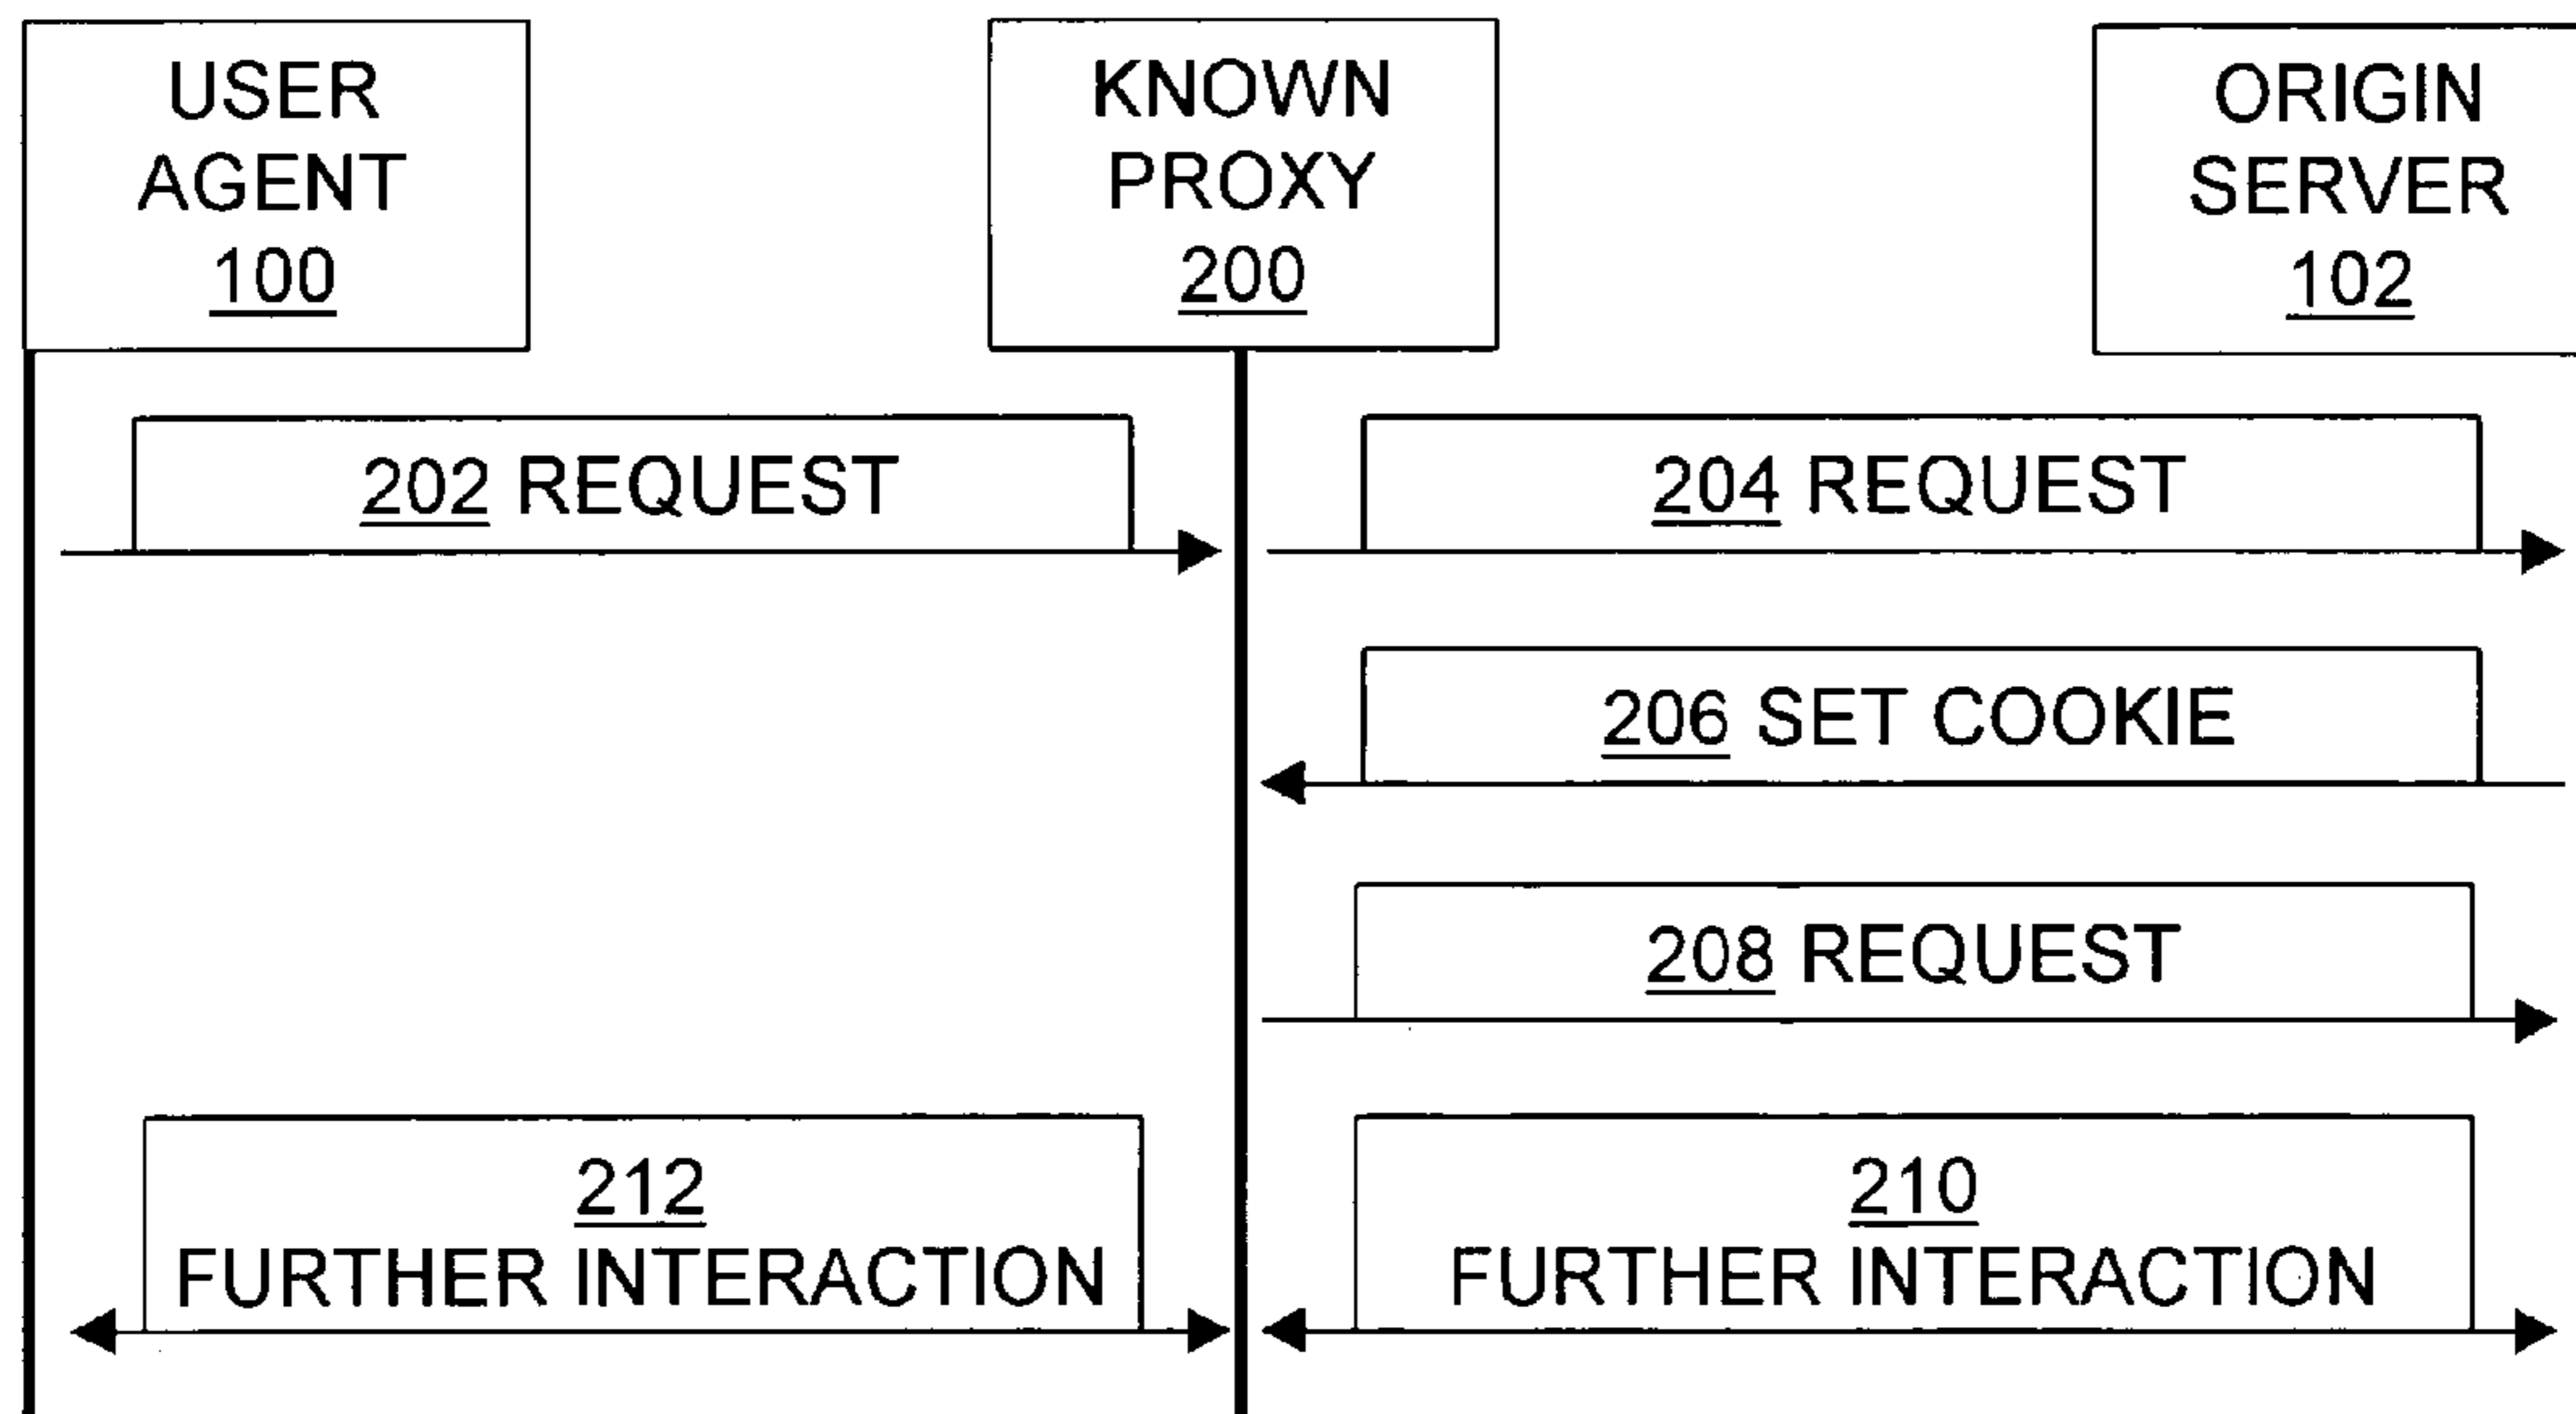 USER
AGENT
100
KNOWN
PROXY
200
ORIGIN
SERVER
102
202 REQUEST
204 REQUEST
206 SET COOKIE
208 REQUEST
212
FURTHER INTERACTION
210
FURTHER INTERACTION